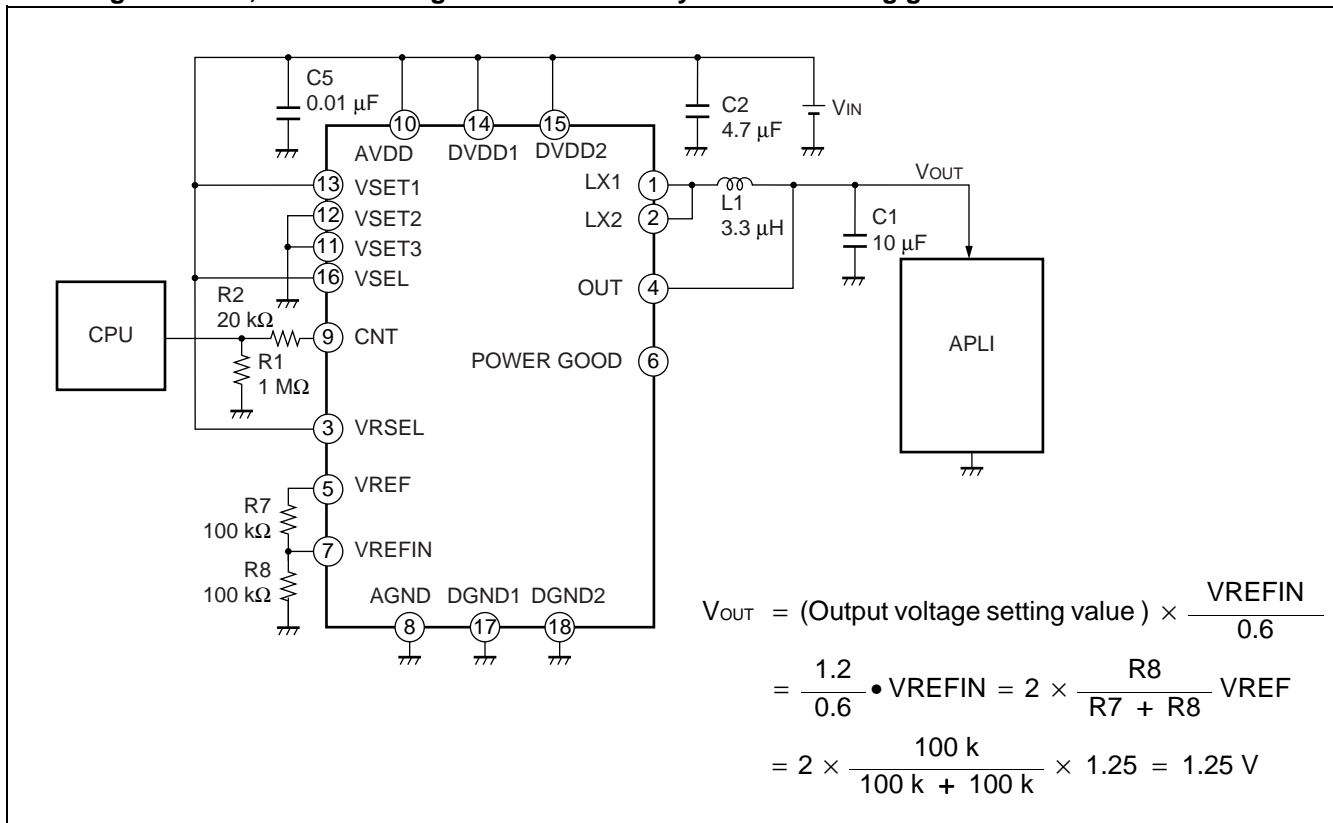 C5
0.01 μF
C2
4.7 μF
VIN
10
14
15
AVDD
DVDD1
DVDD2
13 VSET1
12 VSET2
11 VSET3
16 VSEL
LX1 1
LX2 2
L1
3.3 μH
VOUT
C1
10 μF
OUT 4
CPU
R2
20 kΩ
9 CNT
R1
1 MΩ
POWER GOOD 6
APLI
3 VRSEL
5 VREF
R7
100 kΩ
7 VREFIN
R8
100 kΩ
AGND DGND1 DGND2
8 17 18
VOUT = (Output voltage setting value ) × VREFIN / 0.6
= 1.2 / 0.6 • VREFIN = 2 × R8 / R7 + R8 VREF
= 2 × 100 k / 100 k + 100 k × 1.25 = 1.25 V